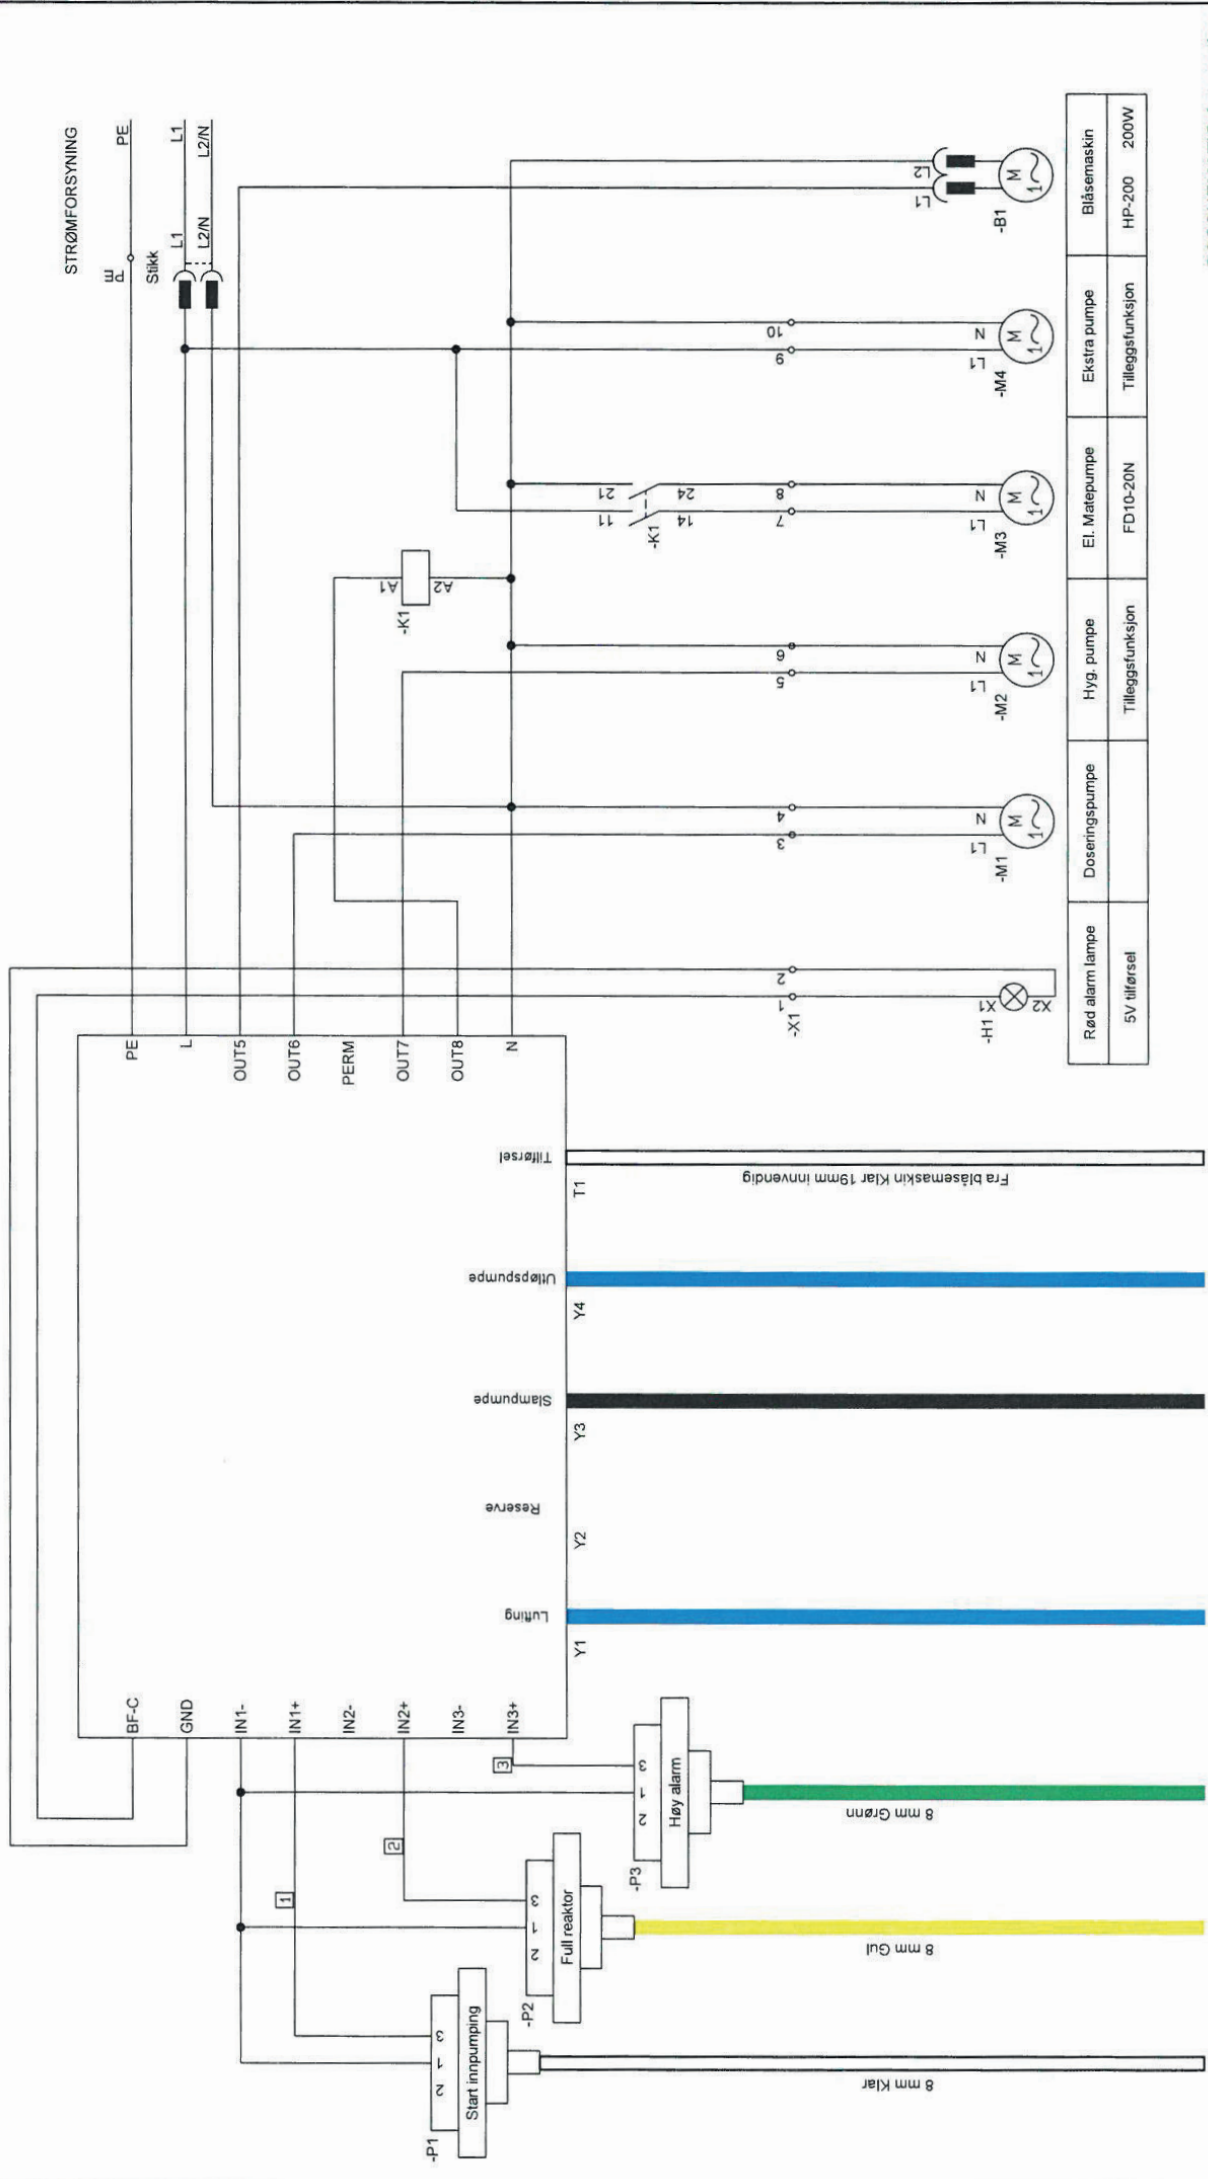 STRØMFORSYNING
PE
PE
Stikk
L1
L1
L2/N
L2/N
PE
L
OUT5
OUT6
PERM
OUT7
OUT8
N
BF-C
GND
IN1-
IN1+
IN2-
IN2+
IN3-
IN3+
1
2
3
Lufting
Y1
Reserve
Y2
Slampumpe
Y3
Utløpspumpe
Y4
Tilførsel
T1
Fra blåsemaskin Klar 19mm innvendig
-P1
2 1 3
Start innpumping
8 mm Klar
-P2
2 1 3
Full reaktor
8 mm Gul
-P3
2 1 3
Høy alarm
8 mm Grønn
-K1
A1
A2
-K1
11
21
14
24
-X1
1
2
3
4
5
6
7
8
9
10
-H1
X1
X2
-M1
L1
N
M
1
-M2
L1
N
M
1
-M3
L1
N
M
1
-M4
L1
N
M
1
-B1
L1
L2
M
1
Rød alarm lampe
Doseringspumpe
Hyg. pumpe
El. Matepumpe
Ekstra pumpe
Blåsemaskin
5V tilførsel
Tilleggsfunksjon
FD10-20N
Tilleggsfunksjon
HP-200 200W